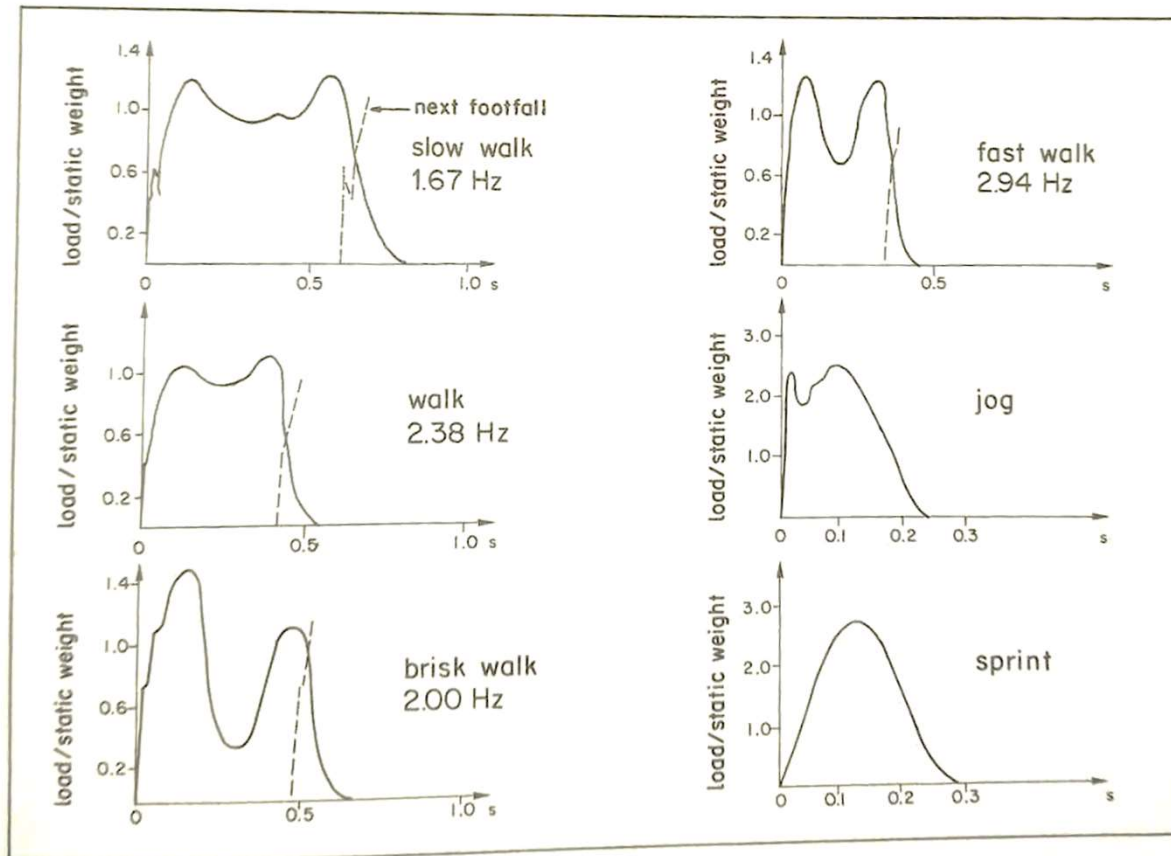 load/static weight
1.4
1.0
0.6
0.2
0
0.5
1.0 s
next footfall
slow walk
1.67 Hz
load/static weight
1.4
1.0
0.6
0.2
0
0.5
s
fast walk
2.94 Hz
load/static weight
1.0
0.6
0.2
0
0.5
1.0 s
walk
2.38 Hz
load/static weight
3.0
2.0
1.0
0
0.1
0.2
0.3
s
jog
load/static weight
1.4
1.0
0.6
0.2
0
0.5
1.0 s
brisk walk
2.00 Hz
load/static weight
3.0
2.0
1.0
0
0.1
0.2
0.3
s
sprint